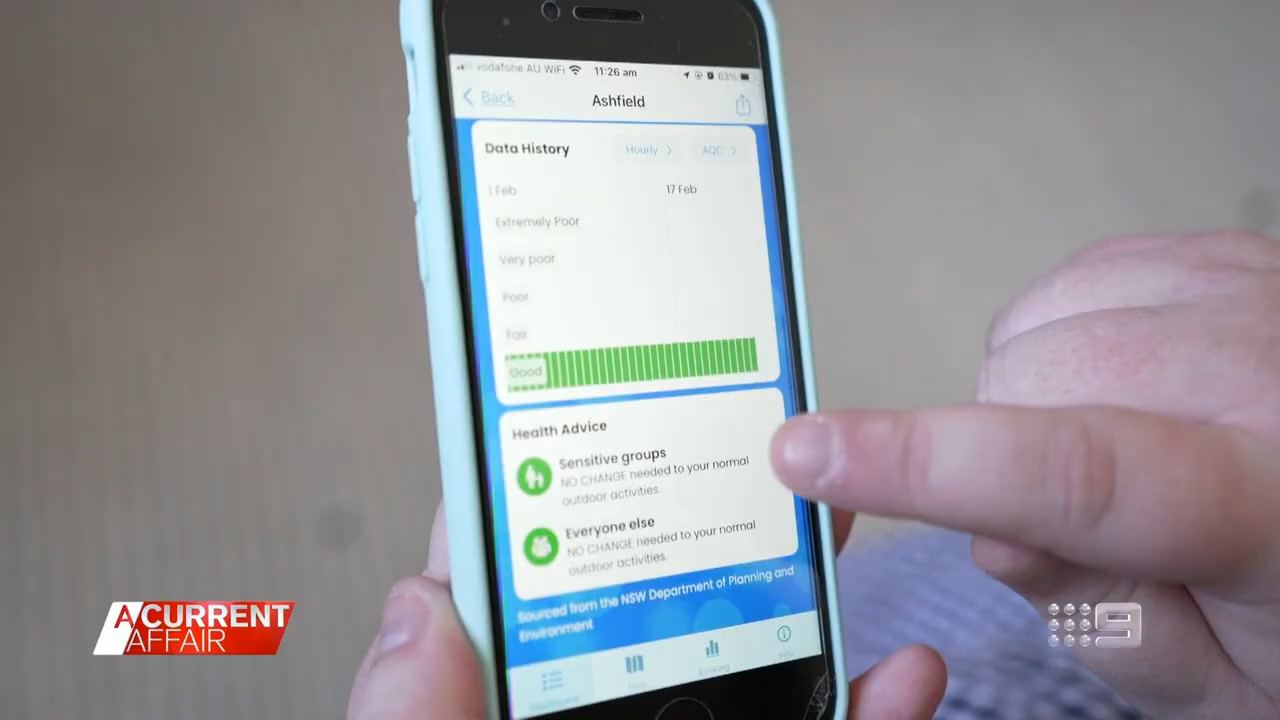 vodafone AU WiFi 11:26 am 63%
Back Ashfield
Data History Hourly AQC
1 Feb 17 Feb
Extremely Poor
Very poor
Poor
Fair
Good
Health Advice
Sensitive groups
NO CHANGE needed to your normal
outdoor activities.
Everyone else
NO CHANGE needed to your normal
outdoor activities.
Sourced from the NSW Department of Planning and
Environment
Ranking
Info
A CURRENT
AFFAIR
9